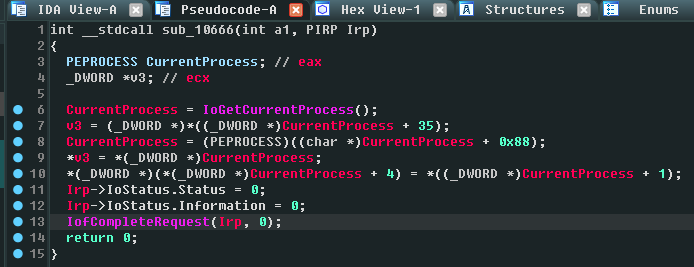 IDA View-A Pseudocode-A Hex View-1 Structures Enums
1 int __stdcall sub_10666(int a1, PIRP Irp)
2 {
3 PEPROCESS CurrentProcess; // eax
4 _DWORD *v3; // ecx
5
6 CurrentProcess = IoGetCurrentProcess();
7 v3 = (_DWORD *)*((_DWORD *)CurrentProcess + 35);
8 CurrentProcess = (PEPROCESS)((char *)CurrentProcess + 0x88);
9 *v3 = *(_DWORD *)CurrentProcess;
10 *(_DWORD *)(*(_DWORD *)CurrentProcess + 4) = *((_DWORD *)CurrentProcess + 1);
11 Irp->IoStatus.Status = 0;
12 Irp->IoStatus.Information = 0;
13 IofCompleteRequest(Irp, 0);
14 return 0;
15 }